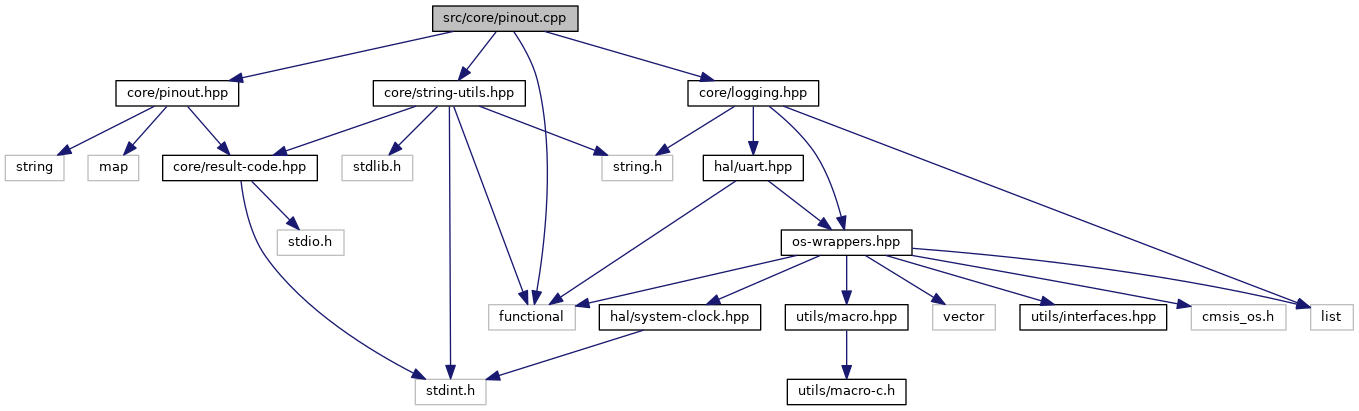 src/core/pinout.cpp
core/pinout.hpp
core/string-utils.hpp
core/logging.hpp
string
map
core/result-code.hpp
stdlib.h
string.h
hal/uart.hpp
stdio.h
os-wrappers.hpp
functional
hal/system-clock.hpp
utils/macro.hpp
vector
utils/interfaces.hpp
cmsis_os.h
list
stdint.h
utils/macro-c.h